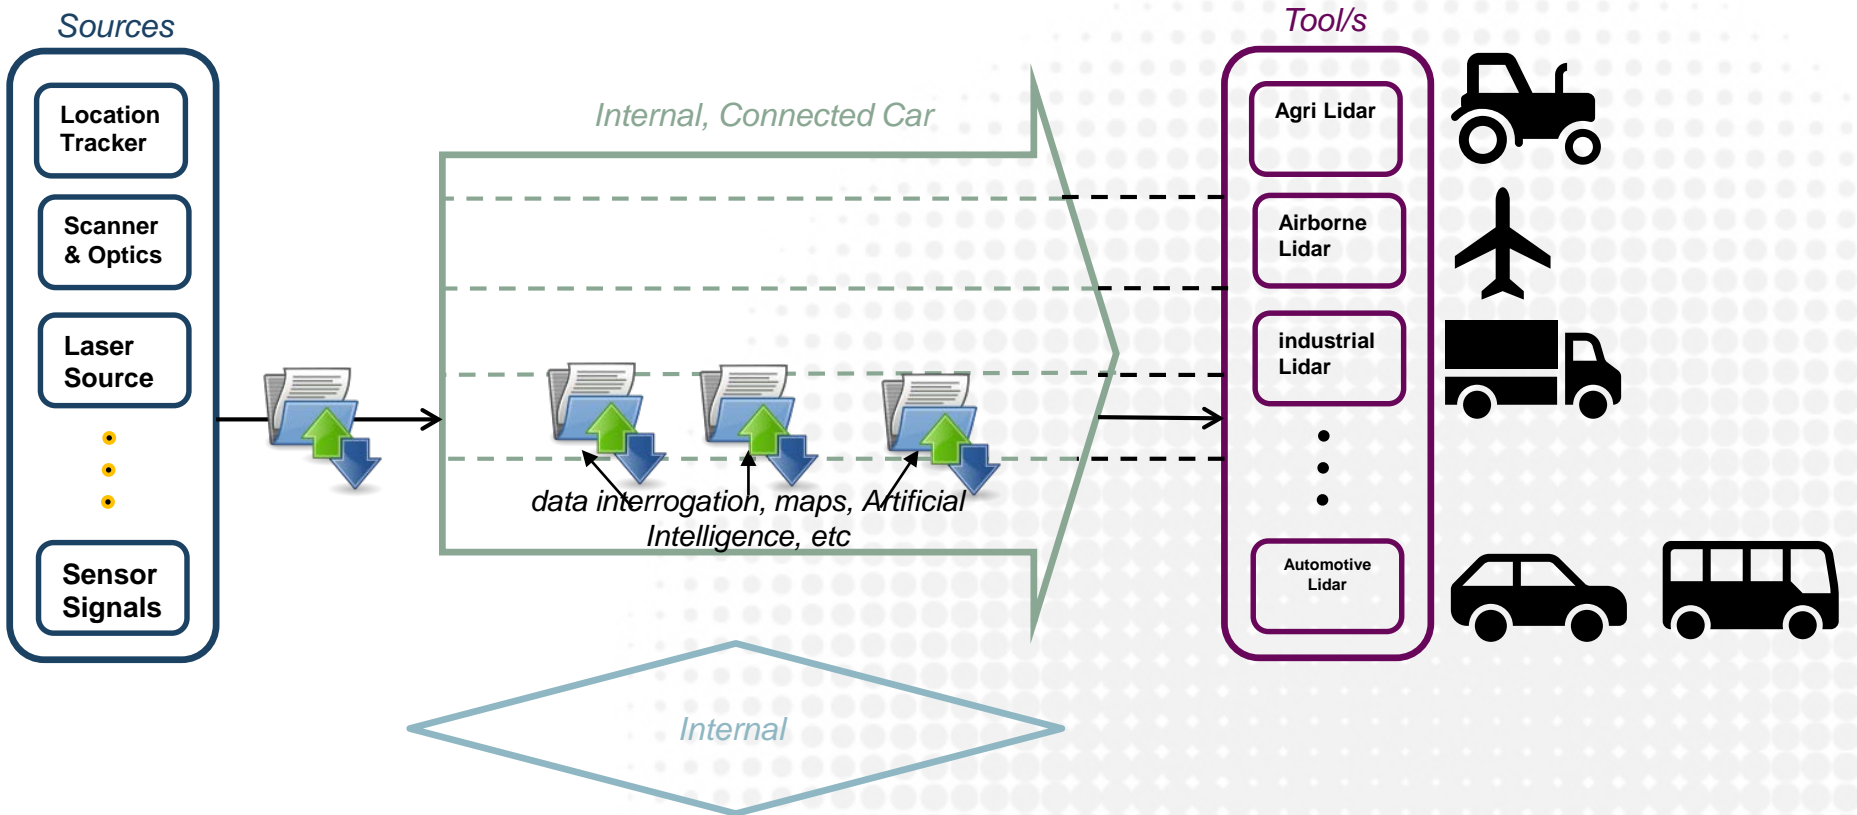 Sources
Location
Tracker
Scanner
& Optics
Laser
Source
Sensor
Signals
Internal, Connected Car
data interrogation, maps, Artificial
Intelligence, etc
Internal
Tool/s
Agri Lidar
Airborne
Lidar
industrial
Lidar
Automotive
Lidar